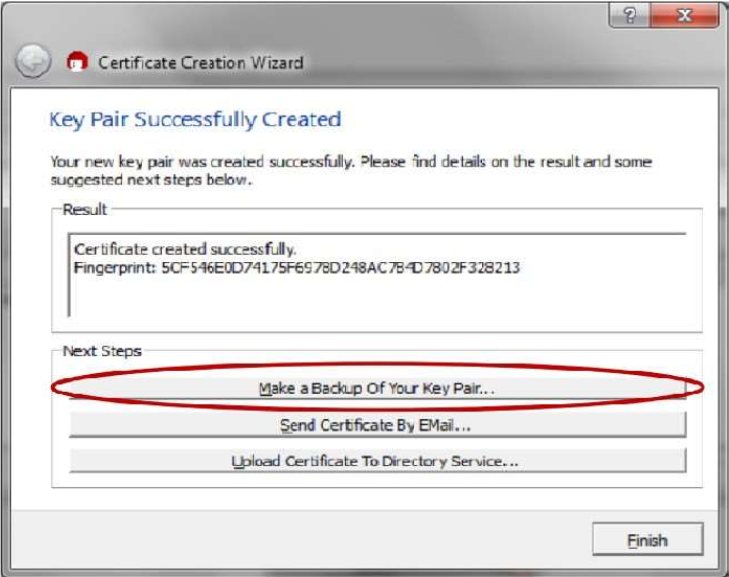 Certificate Creation Wizard
Key Pair Successfully Created
Your new key pair was created successfully. Please find details on the result and some
suggested next steps below.
Result
Certificate created successfully.
Fingerprint: 5CF546E0D74175F6978D248AC784D7802F328213
Next Steps
Make a Backup Of Your Key Pair...
Send Certificate By EMail...
Upload Certificate To Directory Service...
Finish